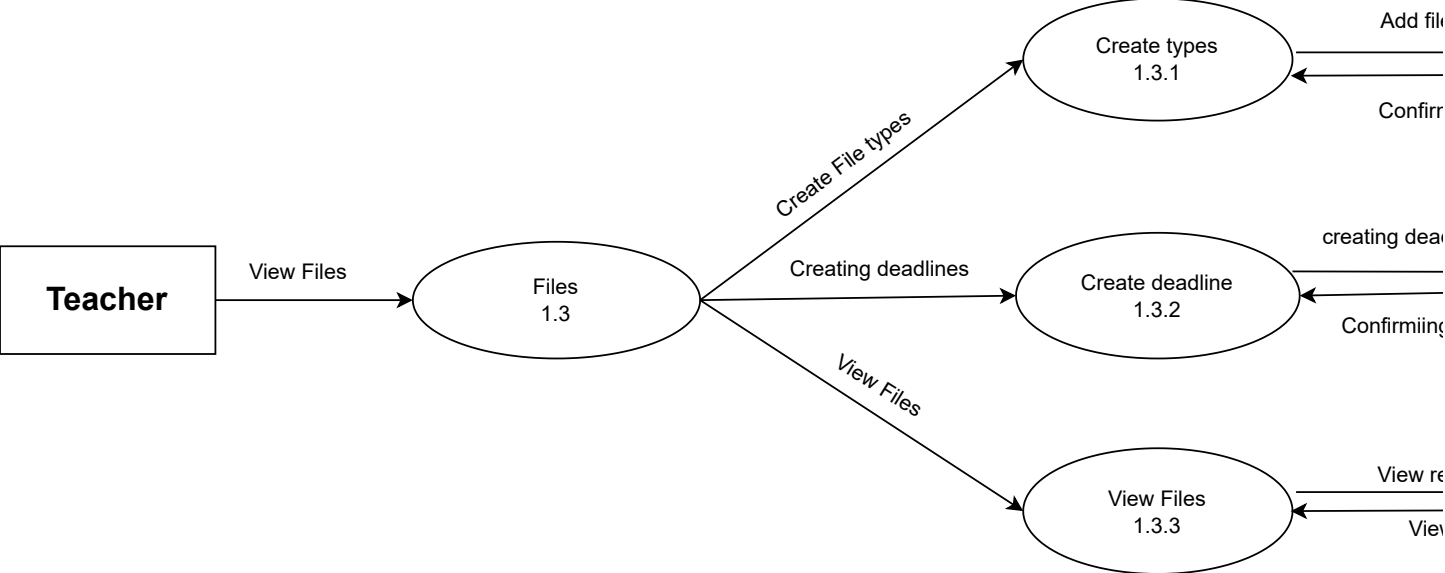 Add
Create types
1.3.1
Create File types
creating
Teacher
View Files
Files
1.3
Creating deadlines
Create deadline
1.3.2
View Files
View
View Files
1.3.3